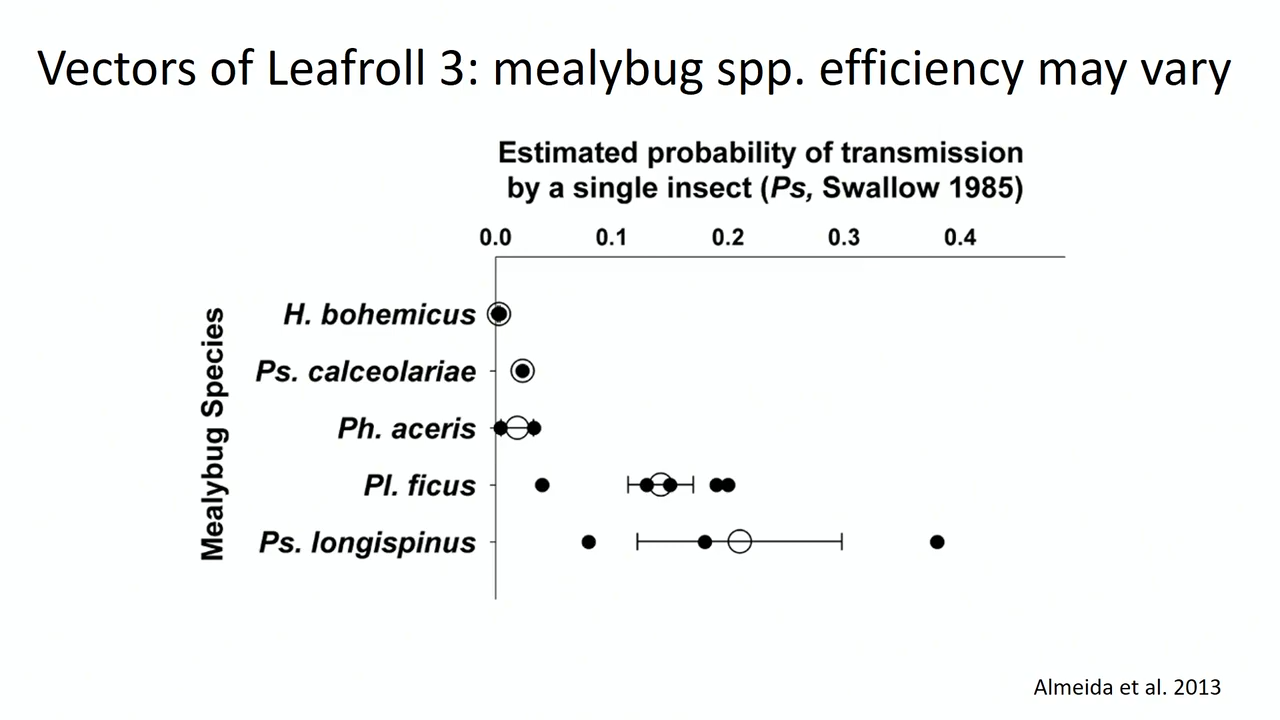 Vectors of Leafroll 3: mealybug spp. efficiency may vary
Estimated probability of transmission
by a single insect (Ps, Swallow 1985)
0.0 0.1 0.2 0.3 0.4
Mealybug Species
H. bohemicus
Ps. calceolariae
Ph. aceris
Pl. ficus
Ps. longispinus
Almeida et al. 2013